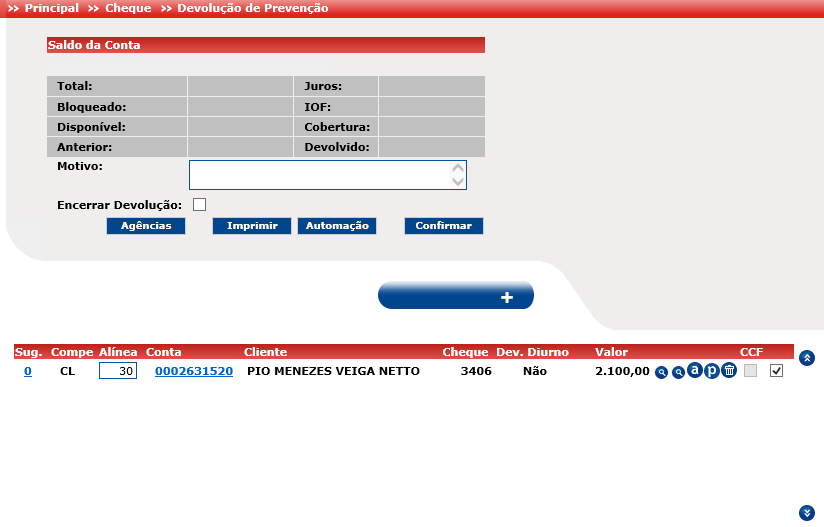 >> Principal >> Cheque >> Devolução de Prevenção
Saldo da Conta
Total: Juros:
Bloqueado: IOF:
Disponível: Cobertura:
Anterior: Devolvido:
Motivo:
Encerrar Devolução:
Agências Imprimir Automação Confirmar
+
Sug. Compe Alínea Conta Cliente Cheque Dev. Diurno Valor CCF
0 CL 30 0002631520 PIO MENEZES VEIGA NETTO 3406 Não 2.100,00 a p